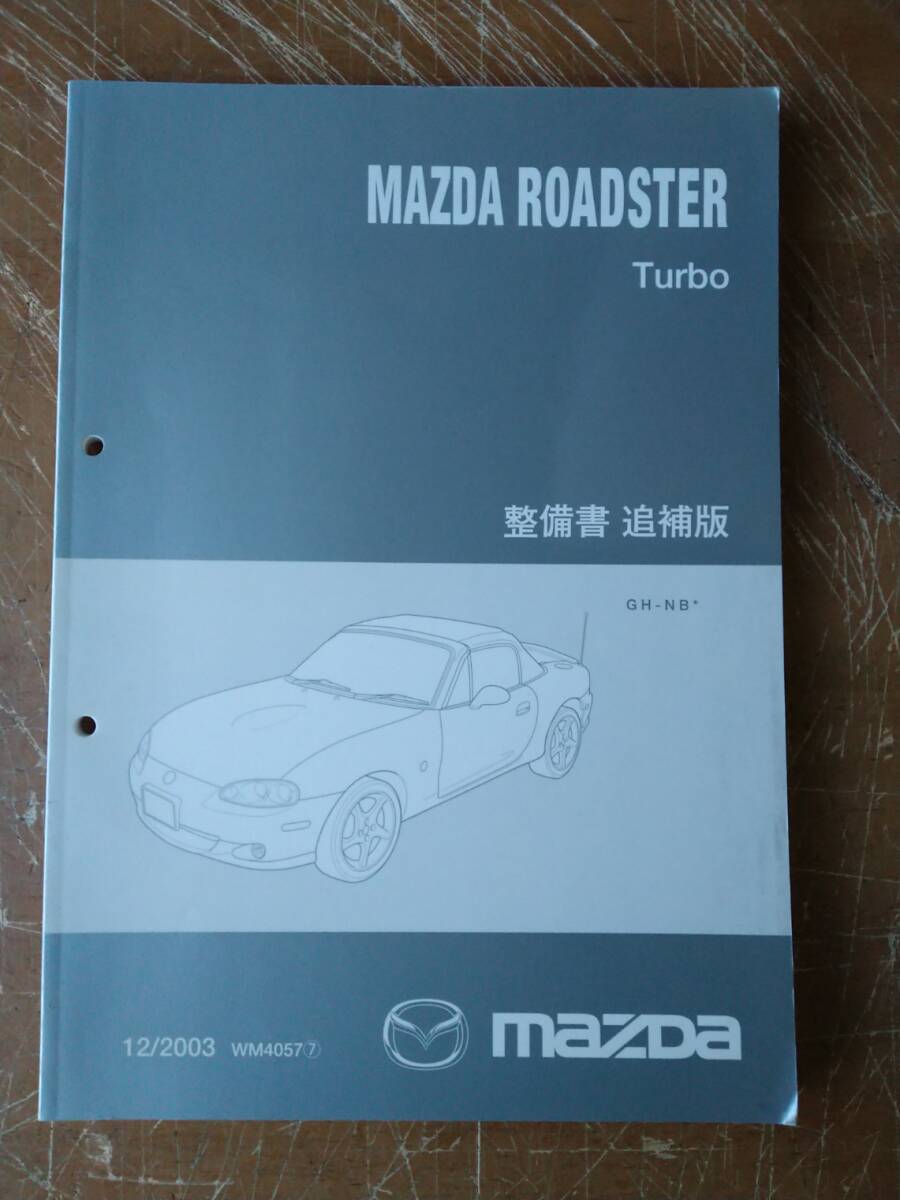 MAZDA ROADSTER
Turbo
整備書 追補版
GH-NB*
12/2003 WM4057⑦
mazda